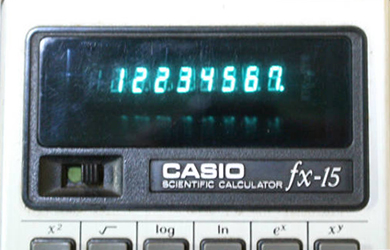 12234567.
CASIO fx-15
SCIENTIFIC CALCULATOR
x² √ log ln eˣ xʸ